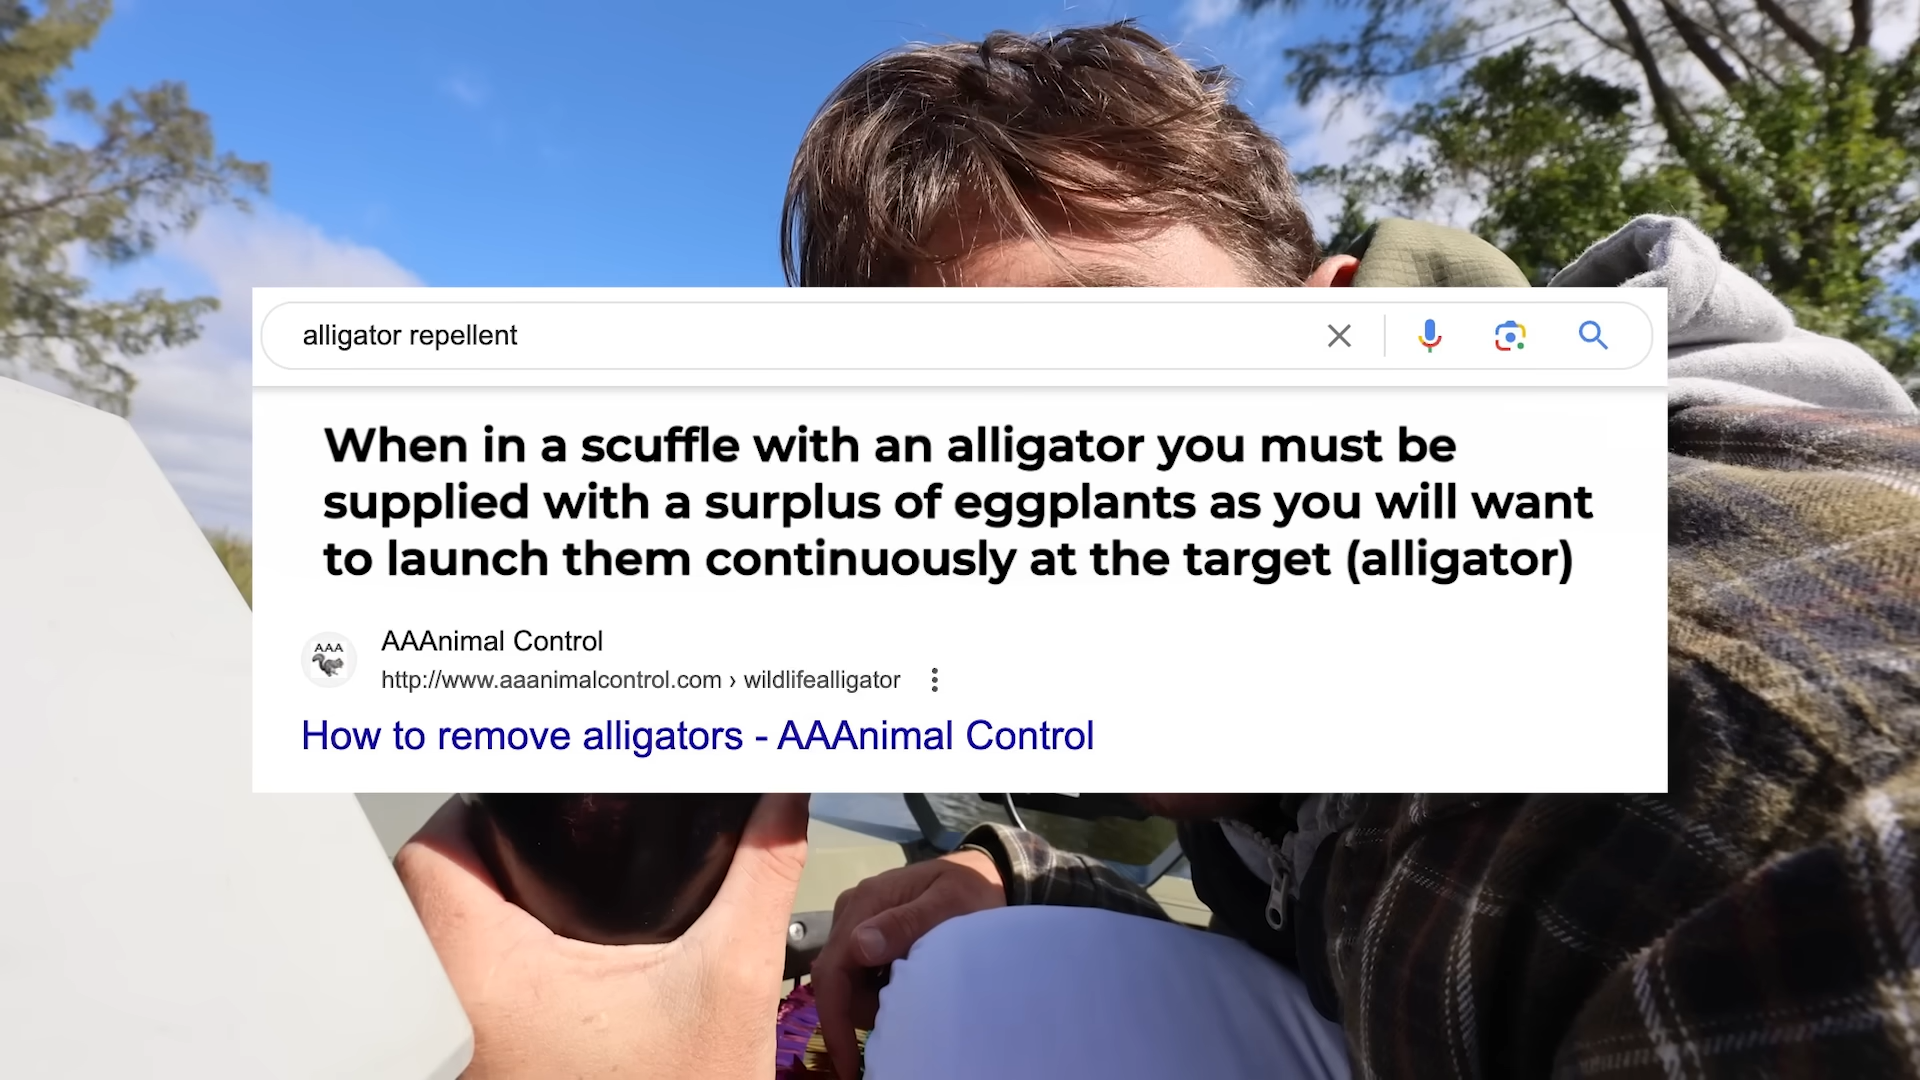 alligator repellent
When in a scuffle with an alligator you must be
supplied with a surplus of eggplants as you will want
to launch them continuously at the target (alligator)
AAA
AAAnimal Control
http://www.aaanimalcontrol.com › wildlifealligator
How to remove alligators - AAAnimal Control